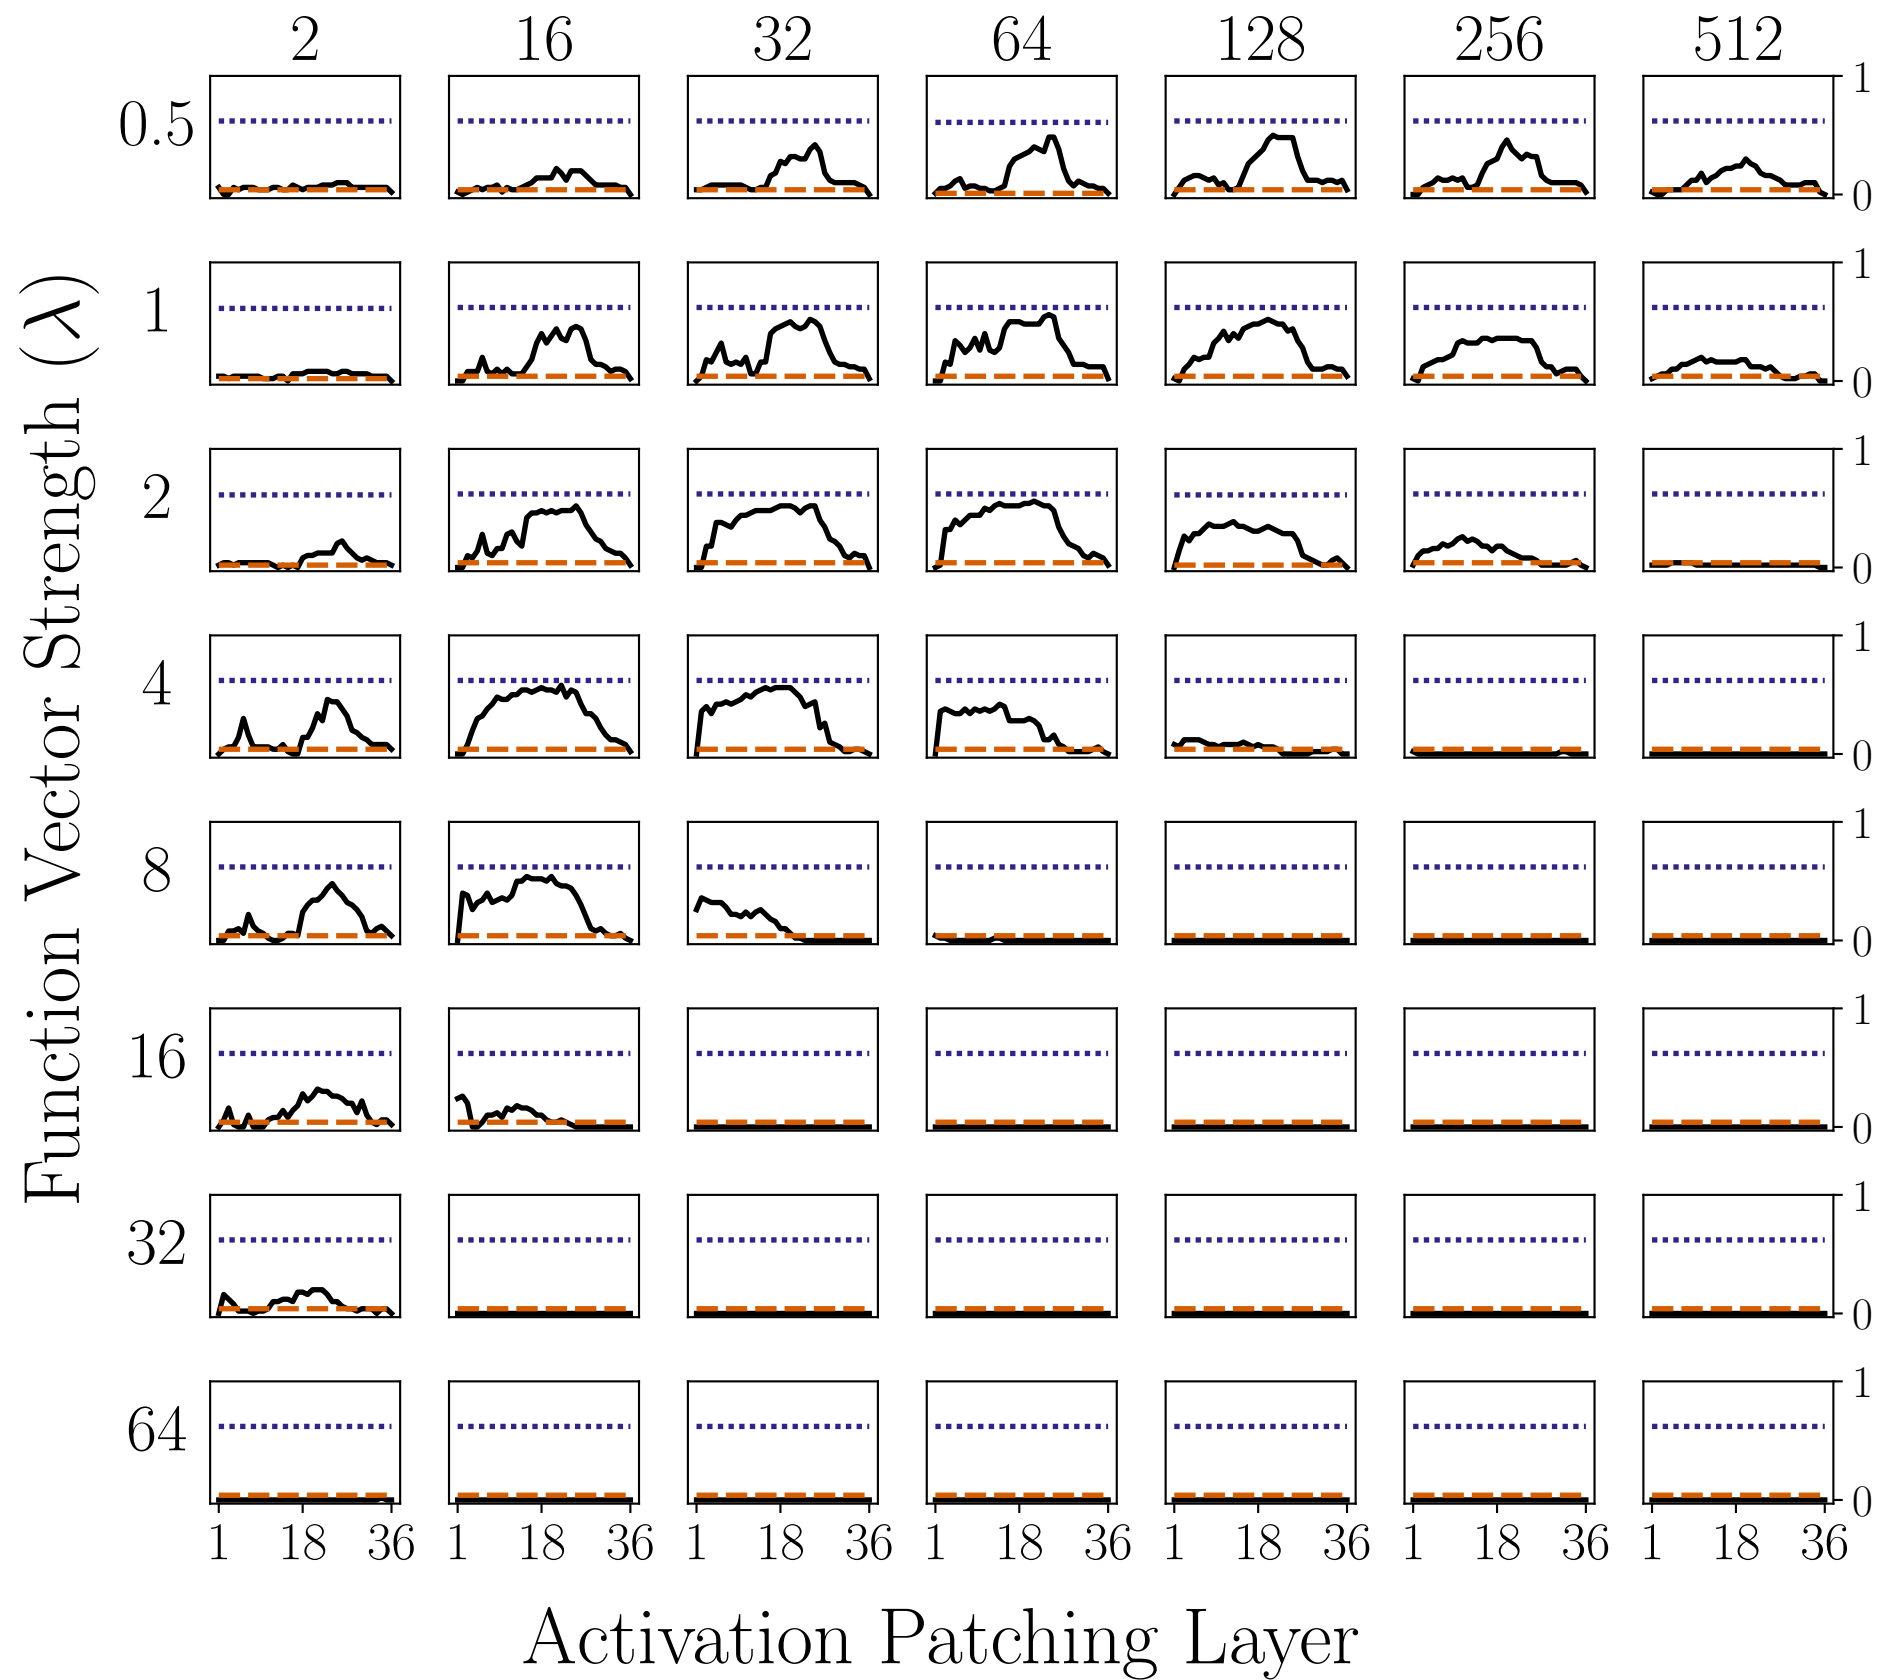 2 16 32 64 128 256 512
0.5 1 0
1 1 0
2 1 0
4 1 0
8 1 0
16 1 0
32 1 0
64 1 0
1 18 36 1 18 36 1 18 36 1 18 36 1 18 36 1 18 36 1 18 36
Function Vector Strength (λ)
Activation Patching Layer